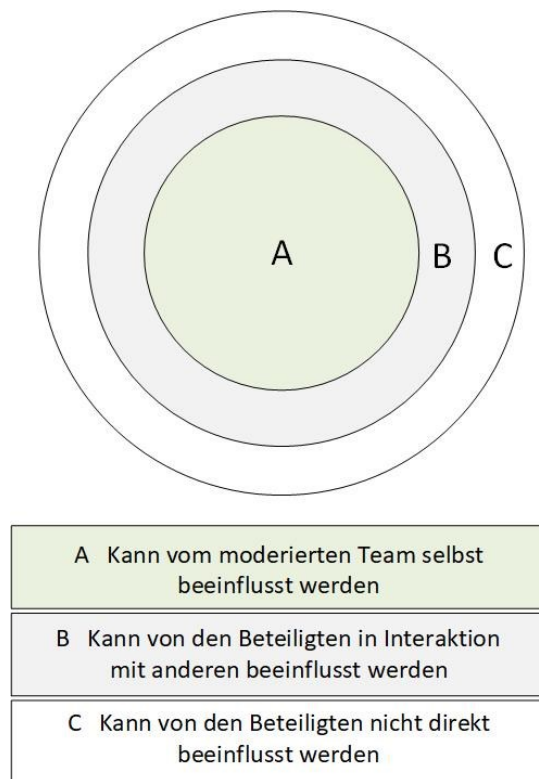 A
B
C
A Kann vom moderierten Team selbst
beeinflusst werden
B Kann von den Beteiligten in Interaktion
mit anderen beeinflusst werden
C Kann von den Beteiligten nicht direkt
beeinflusst werden